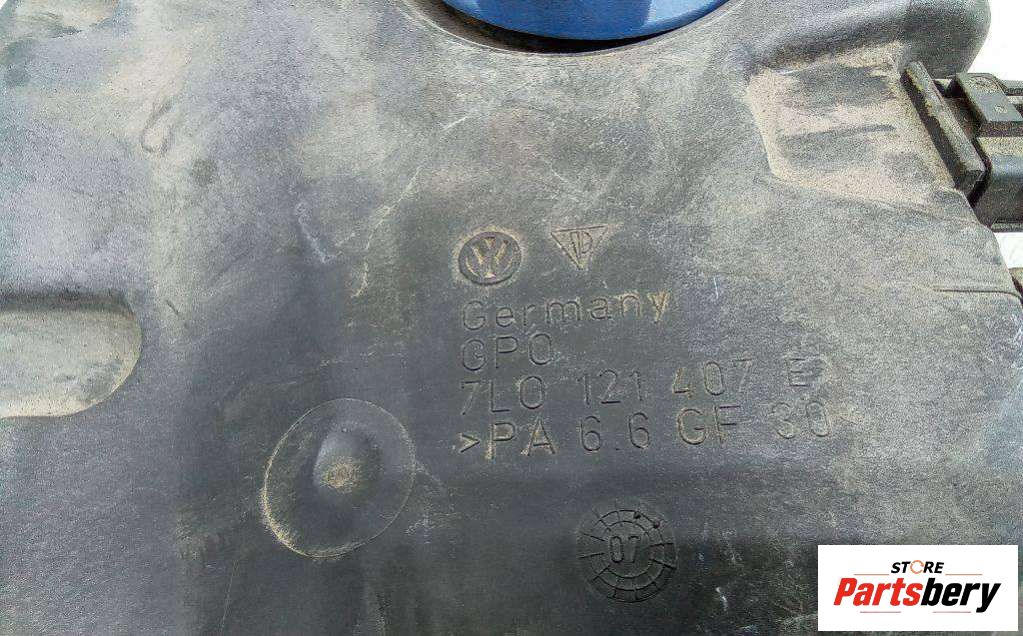 Germany
GPO
7L0 121 407 E
>PA 6.6 GF 30
07
STORE
Partsbery